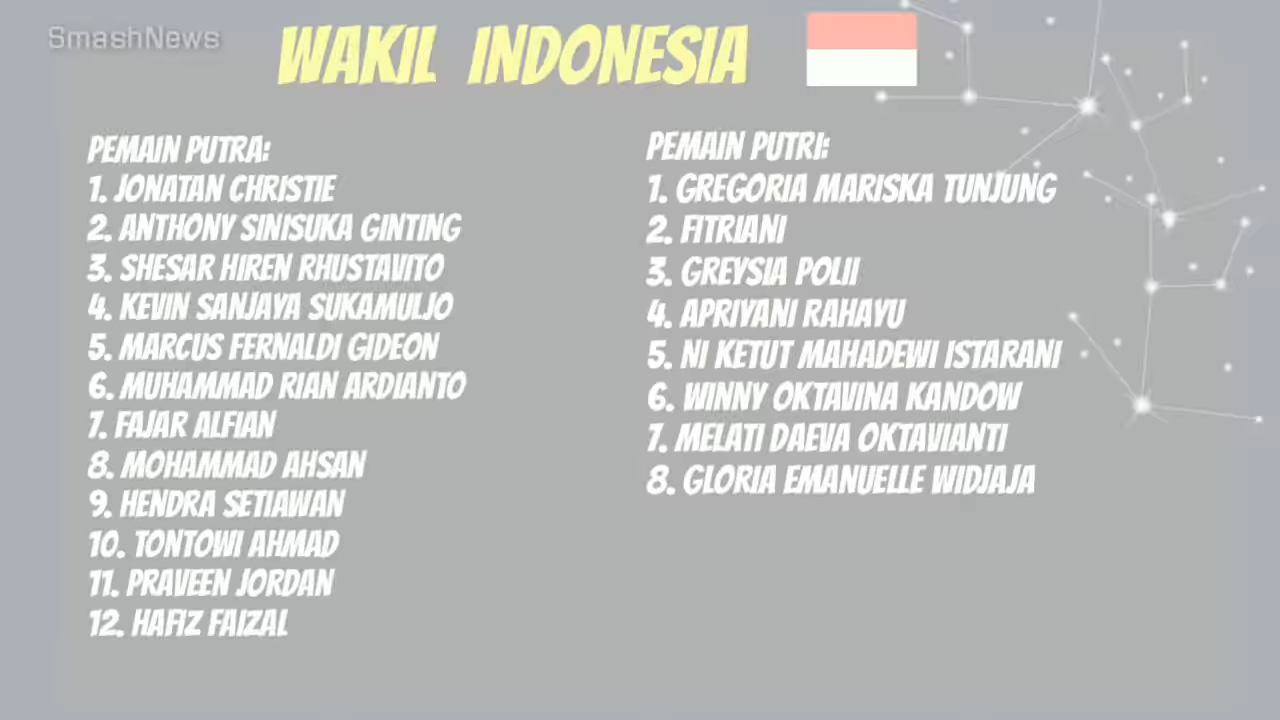 SmashNews
WAKIL INDONESIA
PEMAIN PUTRA:
1. JONATAN CHRISTIE
2. ANTHONY SINISUKA GINTING
3. SHESAR HIREN RHUSTAVITO
4. KEVIN SANJAYA SUKAMULJO
5. MARCUS FERNALDI GIDEON
6. MUHAMMAD RIAN ARDIANTO
7. FAJAR ALFIAN
8. MOHAMMAD AHSAN
9. HENDRA SETIAWAN
10. TONTOWI AHMAD
11. PRAVEEN JORDAN
12. HAFIZ FAIZAL
PEMAIN PUTRI:
1. GREGORIA MARISKA TUNJUNG
2. FITRIANI
3. GREYSIA POLII
4. APRIYANI RAHAYU
5. NI KETUT MAHADEWI ISTARANI
6. WINNY OKTAVINA KANDOW
7. MELATI DAEVA OKTAVIANTI
8. GLORIA EMANUELLE WIDJAJA